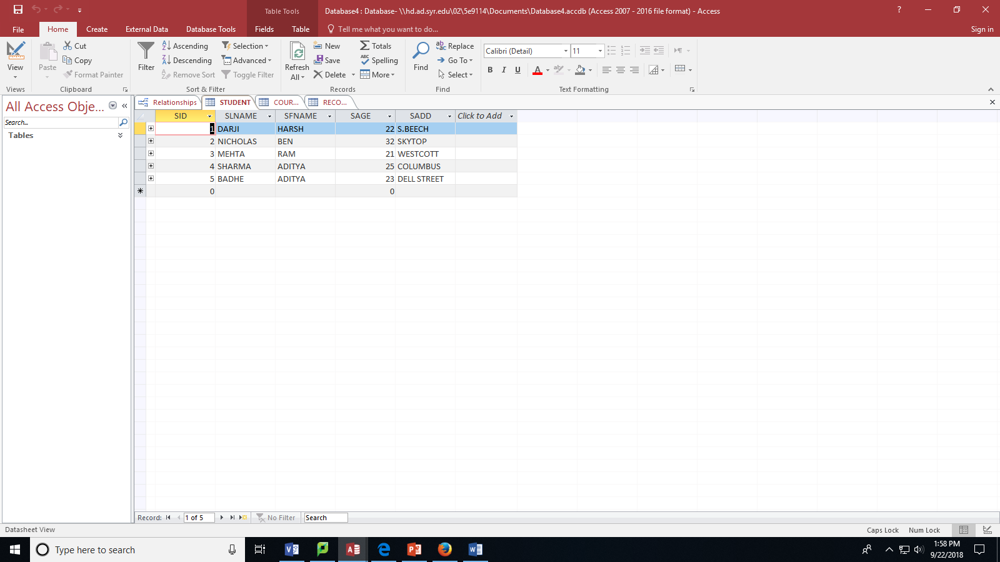 Table Tools
Database4 : Database- \\hd.ad.syr.edu\02\5e9114\Documents\Database4.accdb (Access 2007 - 2016 file format) - Access
?
File Home Create External Data Database Tools Fields Table Tell me what you want to do... Sign in
View
Views
Paste
Cut
Copy
Format Painter
Clipboard
Filter
Ascending
Descending
Remove Sort
Selection
Advanced
Toggle Filter
Sort & Filter
Refresh
All
New
Save
Delete
Totals
Spelling
More
Records
Find
Replace
Go To
Select
Find
Calibri (Detail) 11
B I U A
Text Formatting
All Access Obje...
Search...
Tables
Relationships STUDENT COUR... RECO...
SID SLNAME SFNAME SAGE SADD Click to Add
1 DARJI HARSH 22 S.BEECH
2 NICHOLAS BEN 32 SKYTOP
3 MEHTA RAM 21 WESTCOTT
4 SHARMA ADITYA 25 COLUMBUS
5 BADHE ADITYA 23 DELL STREET
0 0
Record: 1 of 5 No Filter Search
Datasheet View Caps Lock Num Lock
Type here to search
1:58 PM
9/22/2018